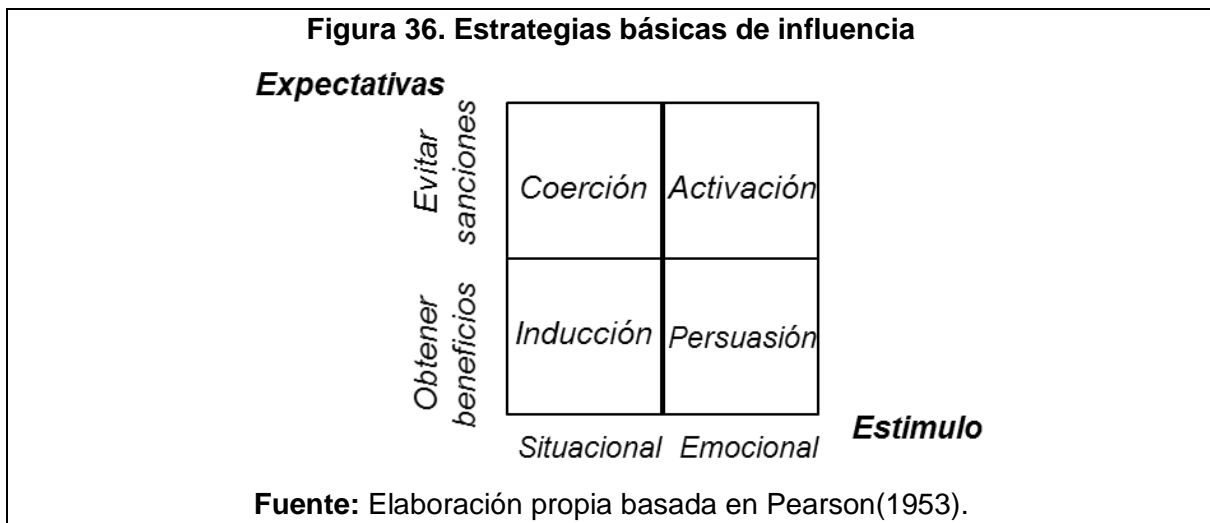 Figura 36. Estrategias básicas de influencia
Expectativas
Evitar
sanciones
Coerción Activación
Obtener
beneficios
Inducción Persuasión
Estimulo
Situacional Emocional
Fuente: Elaboración propia basada en Pearson(1953).